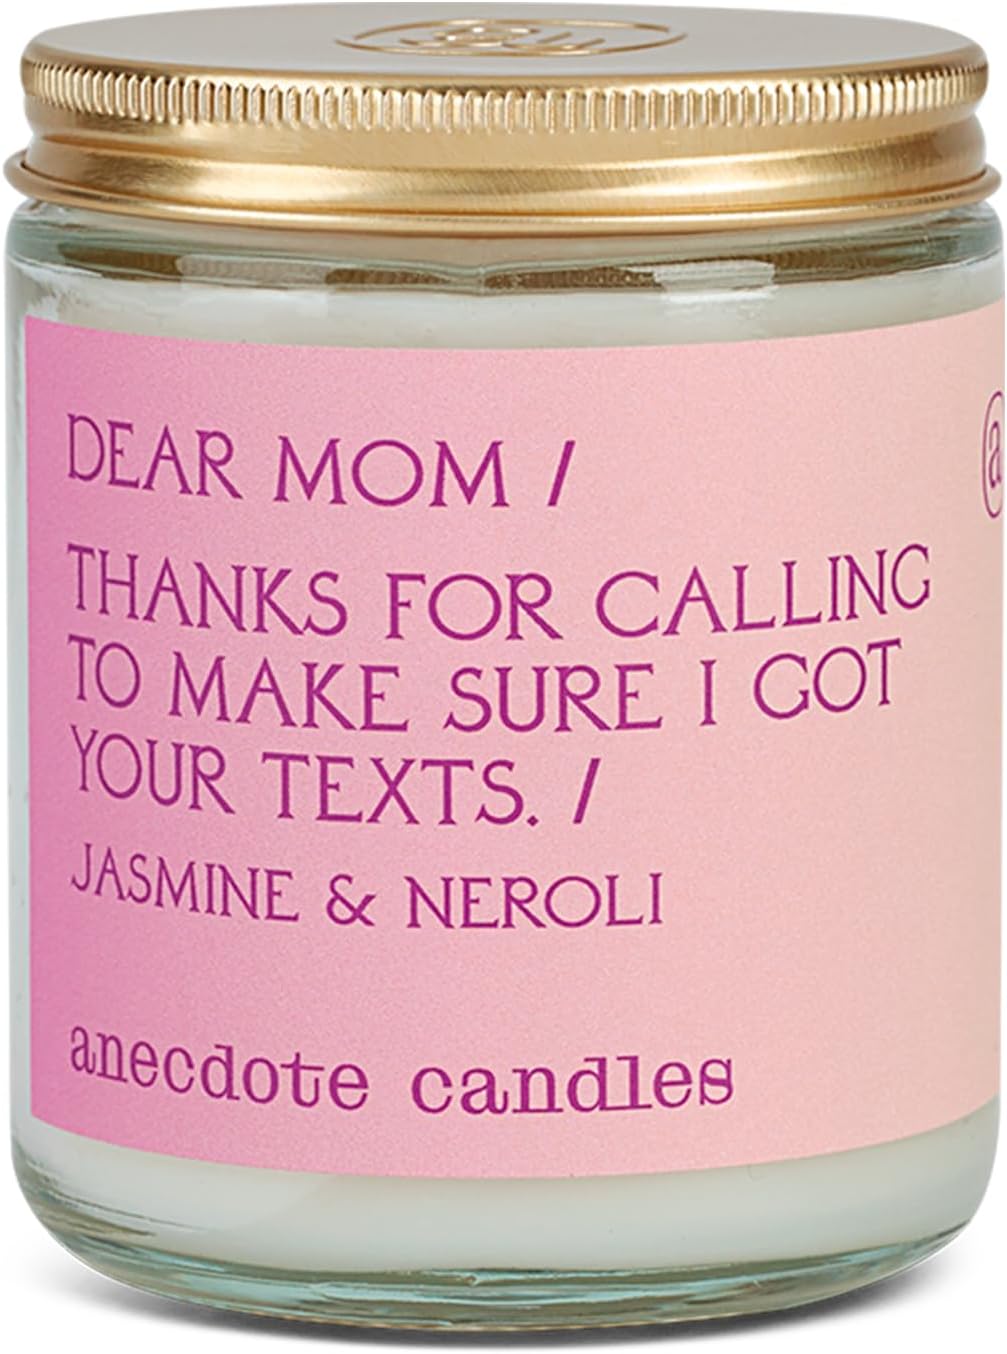 DEAR MOM /
THANKS FOR CALLING
TO MAKE SURE I GOT
YOUR TEXTS. /
JASMINE & NEROLI
anecdote candles
a